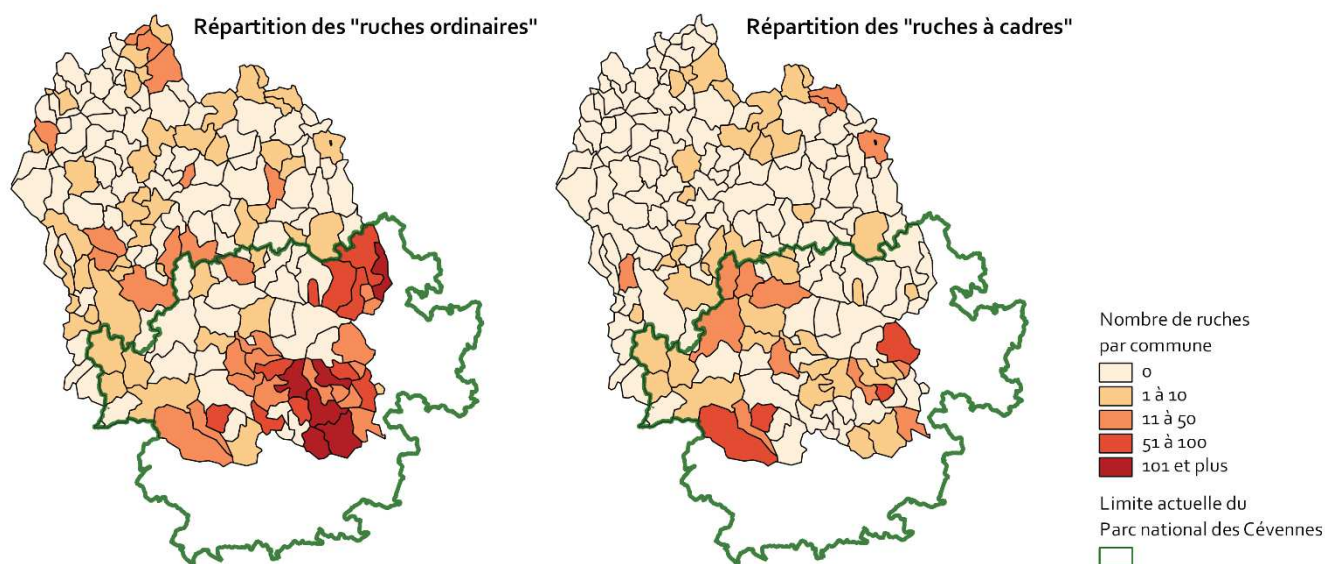 Répartition des "ruches ordinaires"
Répartition des "ruches à cadres"
Nombre de ruches
par commune
0
1 à 10
11 à 50
51 à 100
101 et plus
Limite actuelle du
Parc national des Cévennes